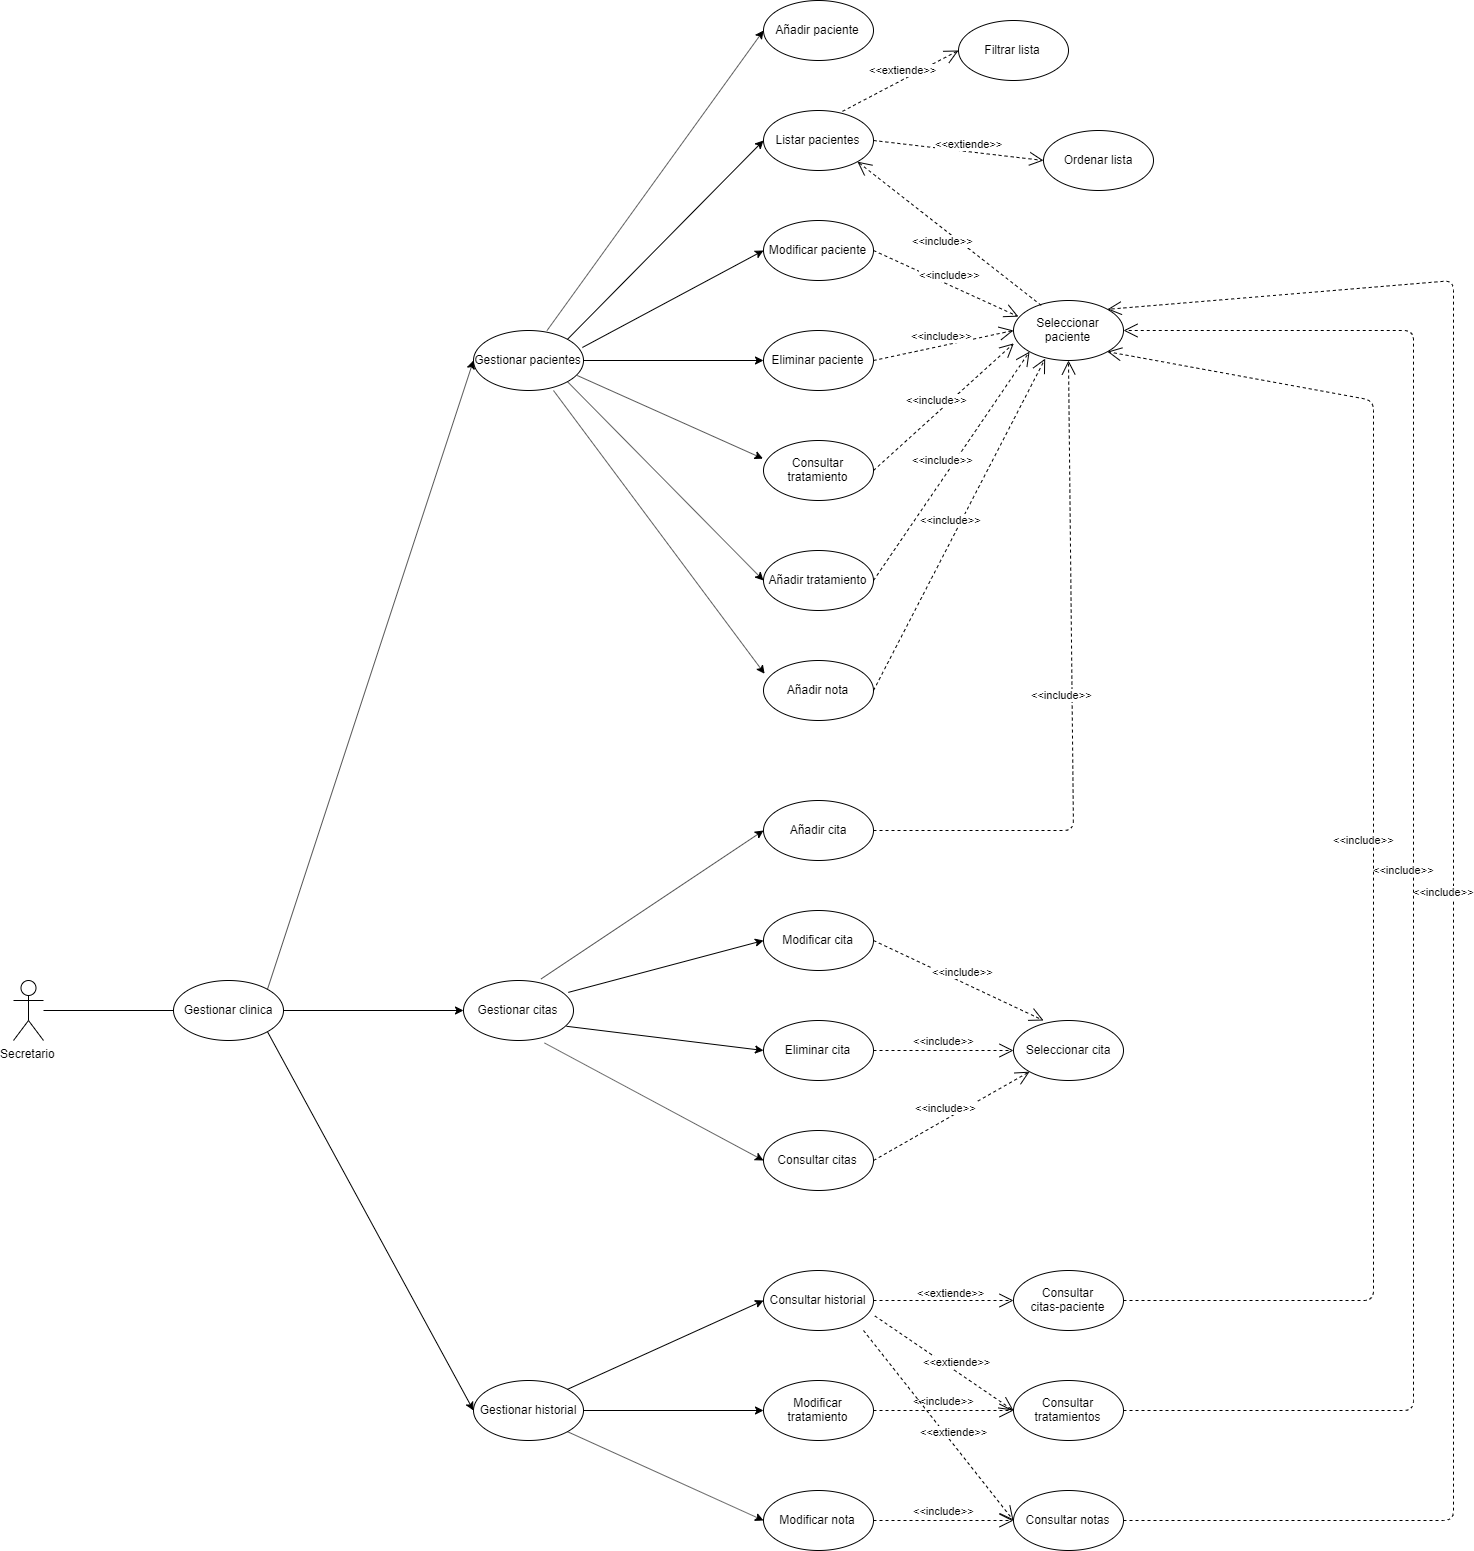 Añadir paciente
Filtrar lista
<<extiende>>
Listar pacientes
<<extiende>>
Ordenar lista
<<include>>
Modificar paciente
<<include>>
Seleccionar
paciente
<<include>>
Gestionar pacientes
Eliminar paciente
<<include>>
Consultar
tratamiento
<<include>>
<<include>>
Añadir tratamiento
Añadir nota
<<include>>
Añadir cita
<<include>>
<<include>>
<<include>>
Modificar cita
<<include>>
Secretario
Gestionar clinica
Gestionar citas
<<include>>
Eliminar cita
Seleccionar cita
<<include>>
Consultar citas
<<extiende>>
Consultar historial
Consultar
citas-paciente
<<extiende>>
<<include>>
Gestionar historial
Modificar
tratamiento
Consultar
tratamientos
<<extiende>>
<<include>>
Modificar nota
Consultar notas